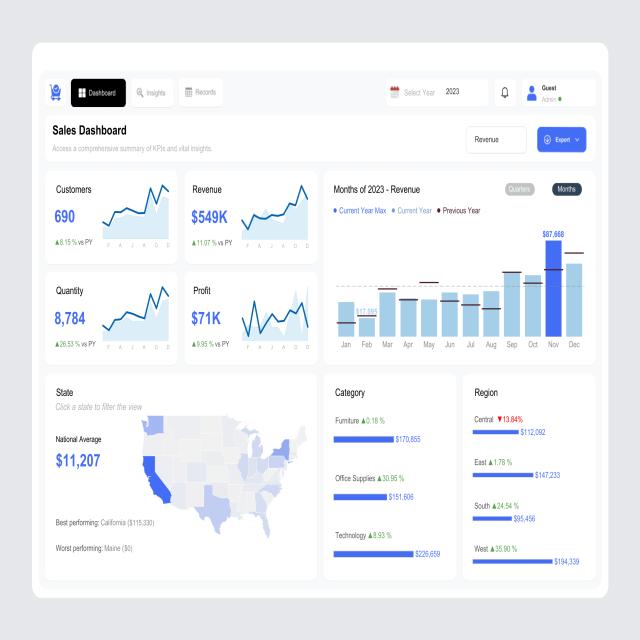 Dashboard
Insights
Records
Select Year 2023
Guest
Admin
Sales Dashboard
Access a comprehensive summary of KPIs and vital insights.
Revenue
Export
Customers
690
▲8.15 % vs PY
F A J A O D
Revenue
$549K
▲11.07 % vs PY
F A J A O D
Quantity
8,784
▲26.53 % vs PY
F A J A O D
Profit
$71K
▲9.95 % vs PY
F A J A O D
Months of 2023 - Revenue
Quarters
Months
Current Year Max Current Year Previous Year
$87,668
Jan Feb Mar Apr May Jun Jul Aug Sep Oct Nov Dec
State
Click a state to filter the view
National Average
$11,207
Best performing: California ($115,330)
Worst performing: Maine ($0)
Category
Furniture ▲0.18 %
$170,855
Office Supplies ▲30.95 %
$151,606
Technology ▲8.93 %
$226,659
Region
Central ▼13.84%
$112,092
East ▲1.78 %
$147,233
South ▲24.54 %
$95,456
West ▲35.90 %
$194,339